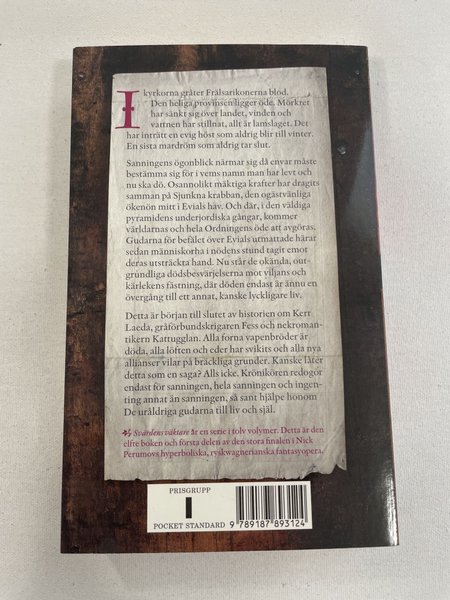 I kyrkorna gråter Frälsarikonerna blod.
Den heliga provinsen ligger öde. Mörkret
har sänkt sig över landet, vinden och
vattnen har stillnat, allt är lamslaget. Det
har inträtt en evig höst som aldrig blir till vinter.
En sista mardröm som aldrig tar slut.
Sanningens ögonblick närmar sig då envar måste
bestämma sig för i vems namn man har levt och
nu ska dö. Osannolikt mäktiga krafter har dragits
samman på Sjunkna krabban, den ogästvänliga
ökenön mitt i Evials hav. Och där, i den väldiga
pyramidens underjordiska gångar, kommer
världarnas och hela Ordningens öde att avgöras.
Gudarna för befälet över Evials utmattade härar
sedan människorna i nödens stund tagit emot
deras utsträckta hand. Nu står de okända, out-
grundliga dödsbesvärjelserna mot viljans och
kärlekens fästning, där döden endast är ännu en
övergång till ett annat, kanske lyckligare liv.
Detta är början till slutet av historien om Kerr
Laeda, gråförbundskrigaren Fess och nekroman-
tikern Kattugglan. Alla forna vapenbröder är
döda, alla löften och eder har svikits och alla nya
allianser vilar på bräckliga grunder. Kanske låter
detta som en saga? Alls icke. Krönikören redogör
endast för sanningen, hela sanningen och ingen-
ting annat än sanningen, så sant hjälpe honom
De uråldriga gudarna till liv och själ.
Svärdens väktare är en serie i tolv volymer. Detta är den
elfte boken och första delen av den stora finalen i Nick
Perumovs hyperboliska, ryskwagnerianska fantasyopera.
PRISGRUPP
I
POCKET STANDARD
9 789187 893124